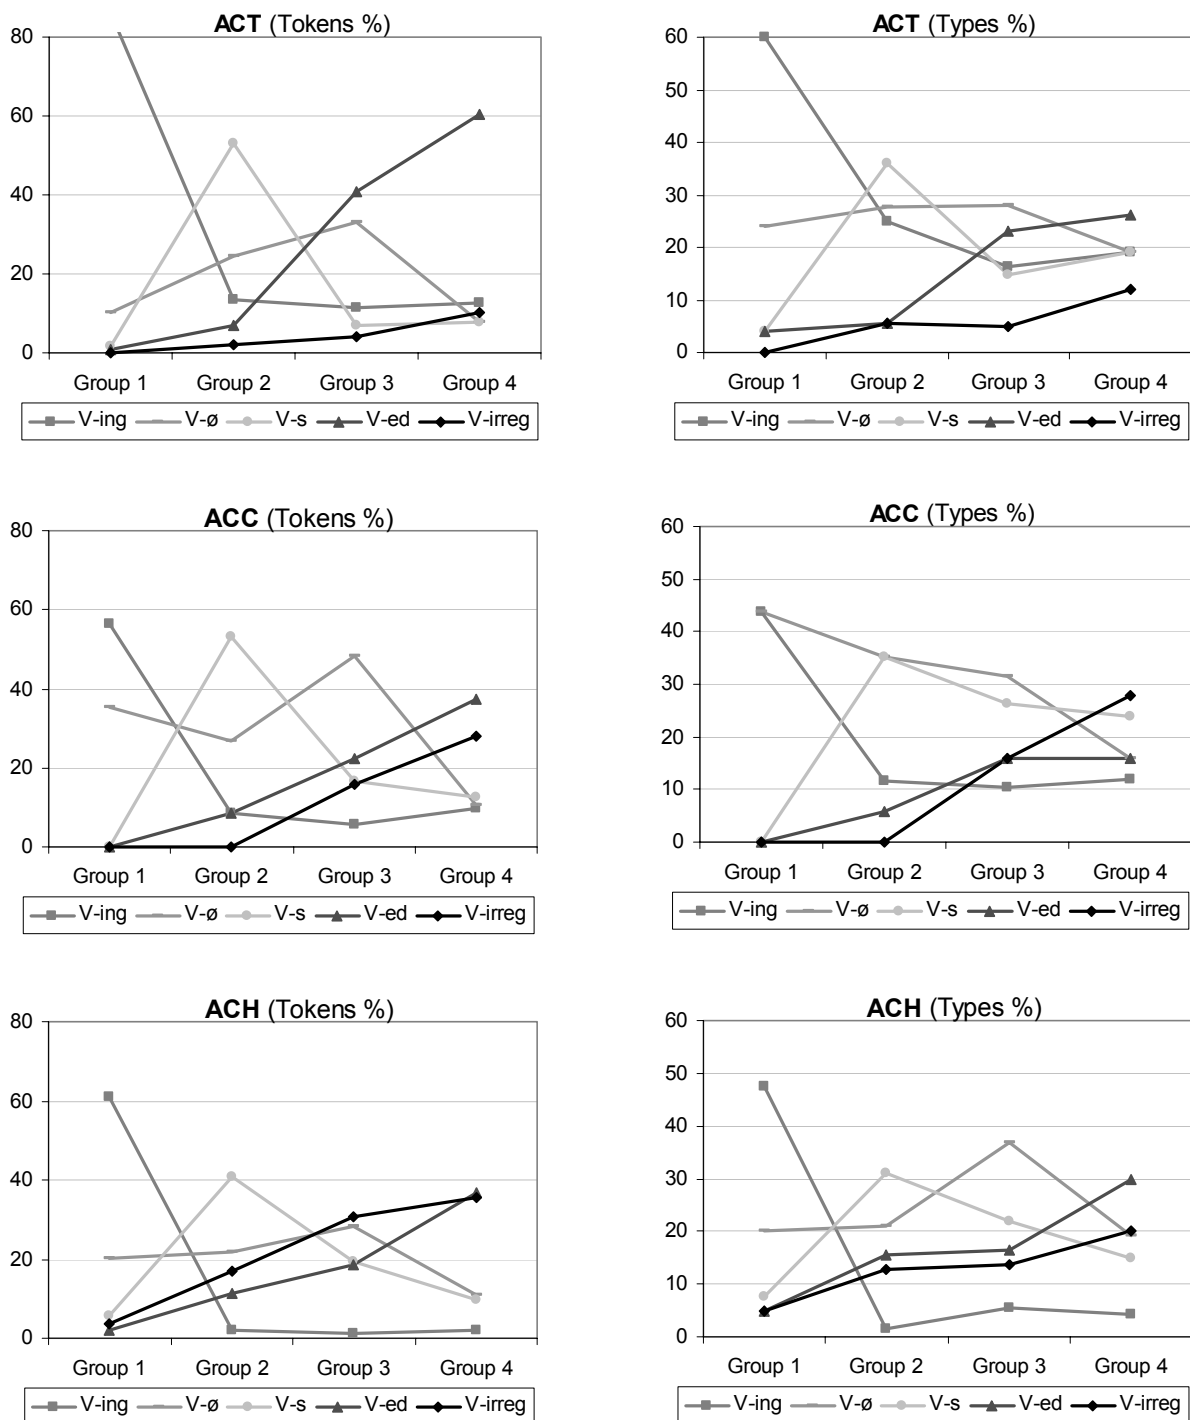 ACT (Tokens %)
80
60
40
20
0
Group 1 Group 2 Group 3 Group 4
V-ing V-ø V-s V-ed V-irreg
ACT (Types %)
60
50
40
30
20
10
0
Group 1 Group 2 Group 3 Group 4
V-ing V-ø V-s V-ed V-irreg
ACC (Tokens %)
80
60
40
20
0
Group 1 Group 2 Group 3 Group 4
V-ing V-ø V-s V-ed V-irreg
ACC (Types %)
60
50
40
30
20
10
0
Group 1 Group 2 Group 3 Group 4
V-ing V-ø V-s V-ed V-irreg
ACH (Tokens %)
80
60
40
20
0
Group 1 Group 2 Group 3 Group 4
V-ing V-ø V-s V-ed V-irreg
ACH (Types %)
60
50
40
30
20
10
0
Group 1 Group 2 Group 3 Group 4
V-ing V-ø V-s V-ed V-irreg